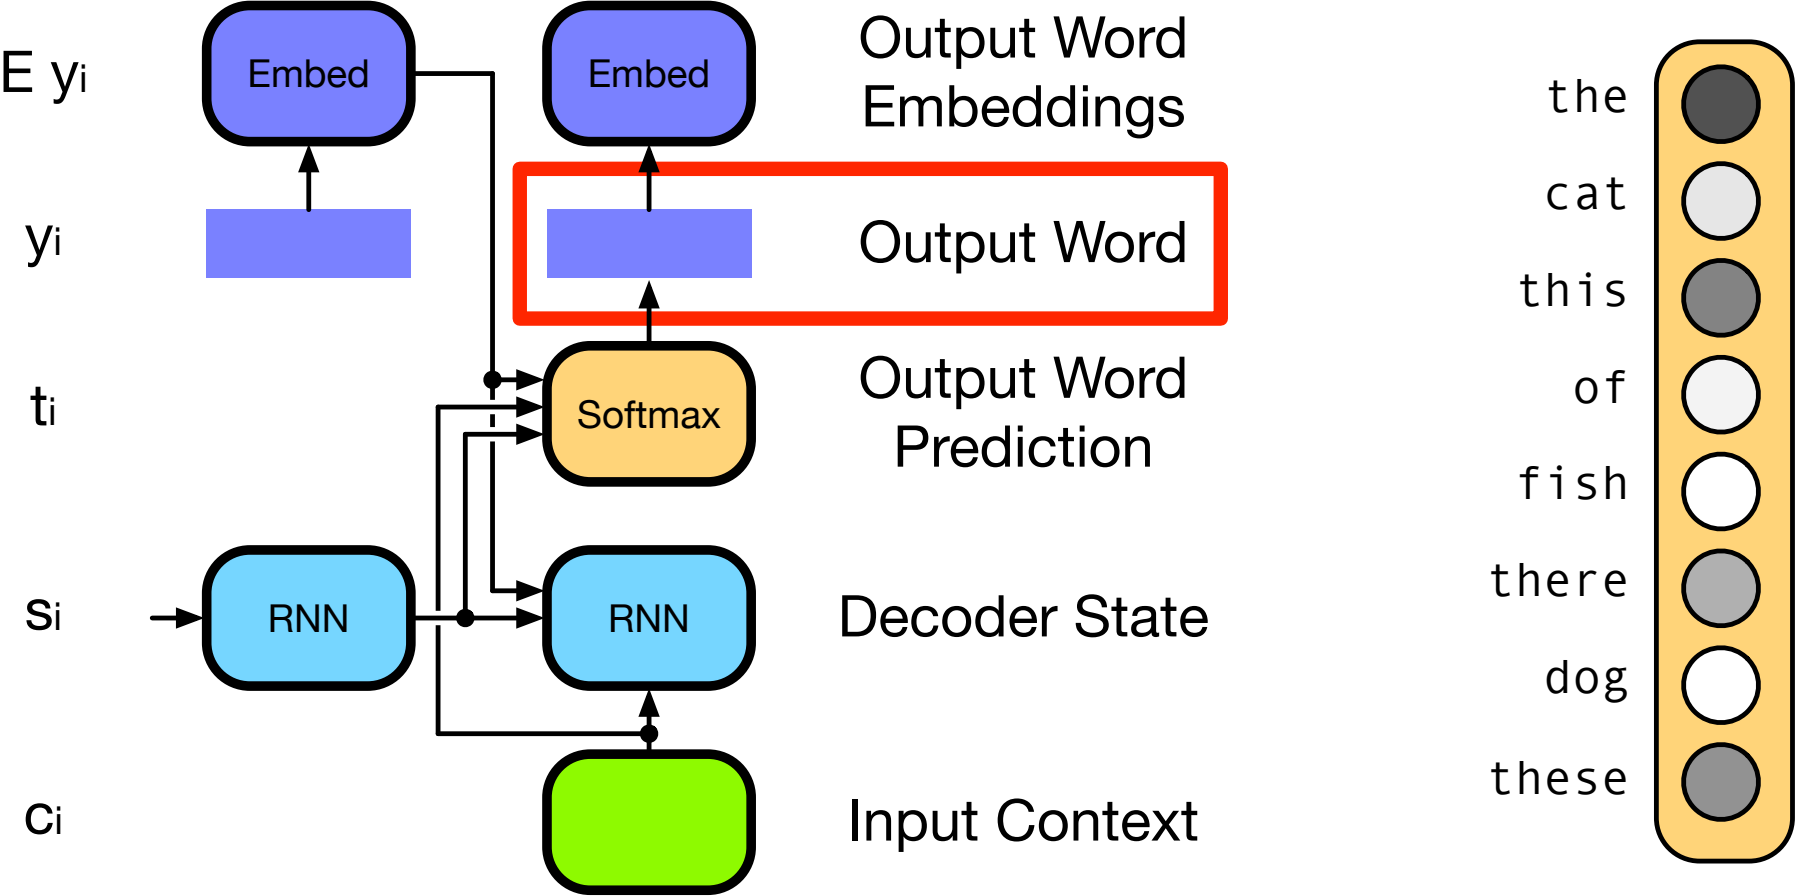 E yi
Embed
Embed
Output Word
Embeddings
yi
Output Word
ti
Softmax
Output Word
Prediction
si
RNN
RNN
Decoder State
ci
Input Context
the
cat
this
of
fish
there
dog
these